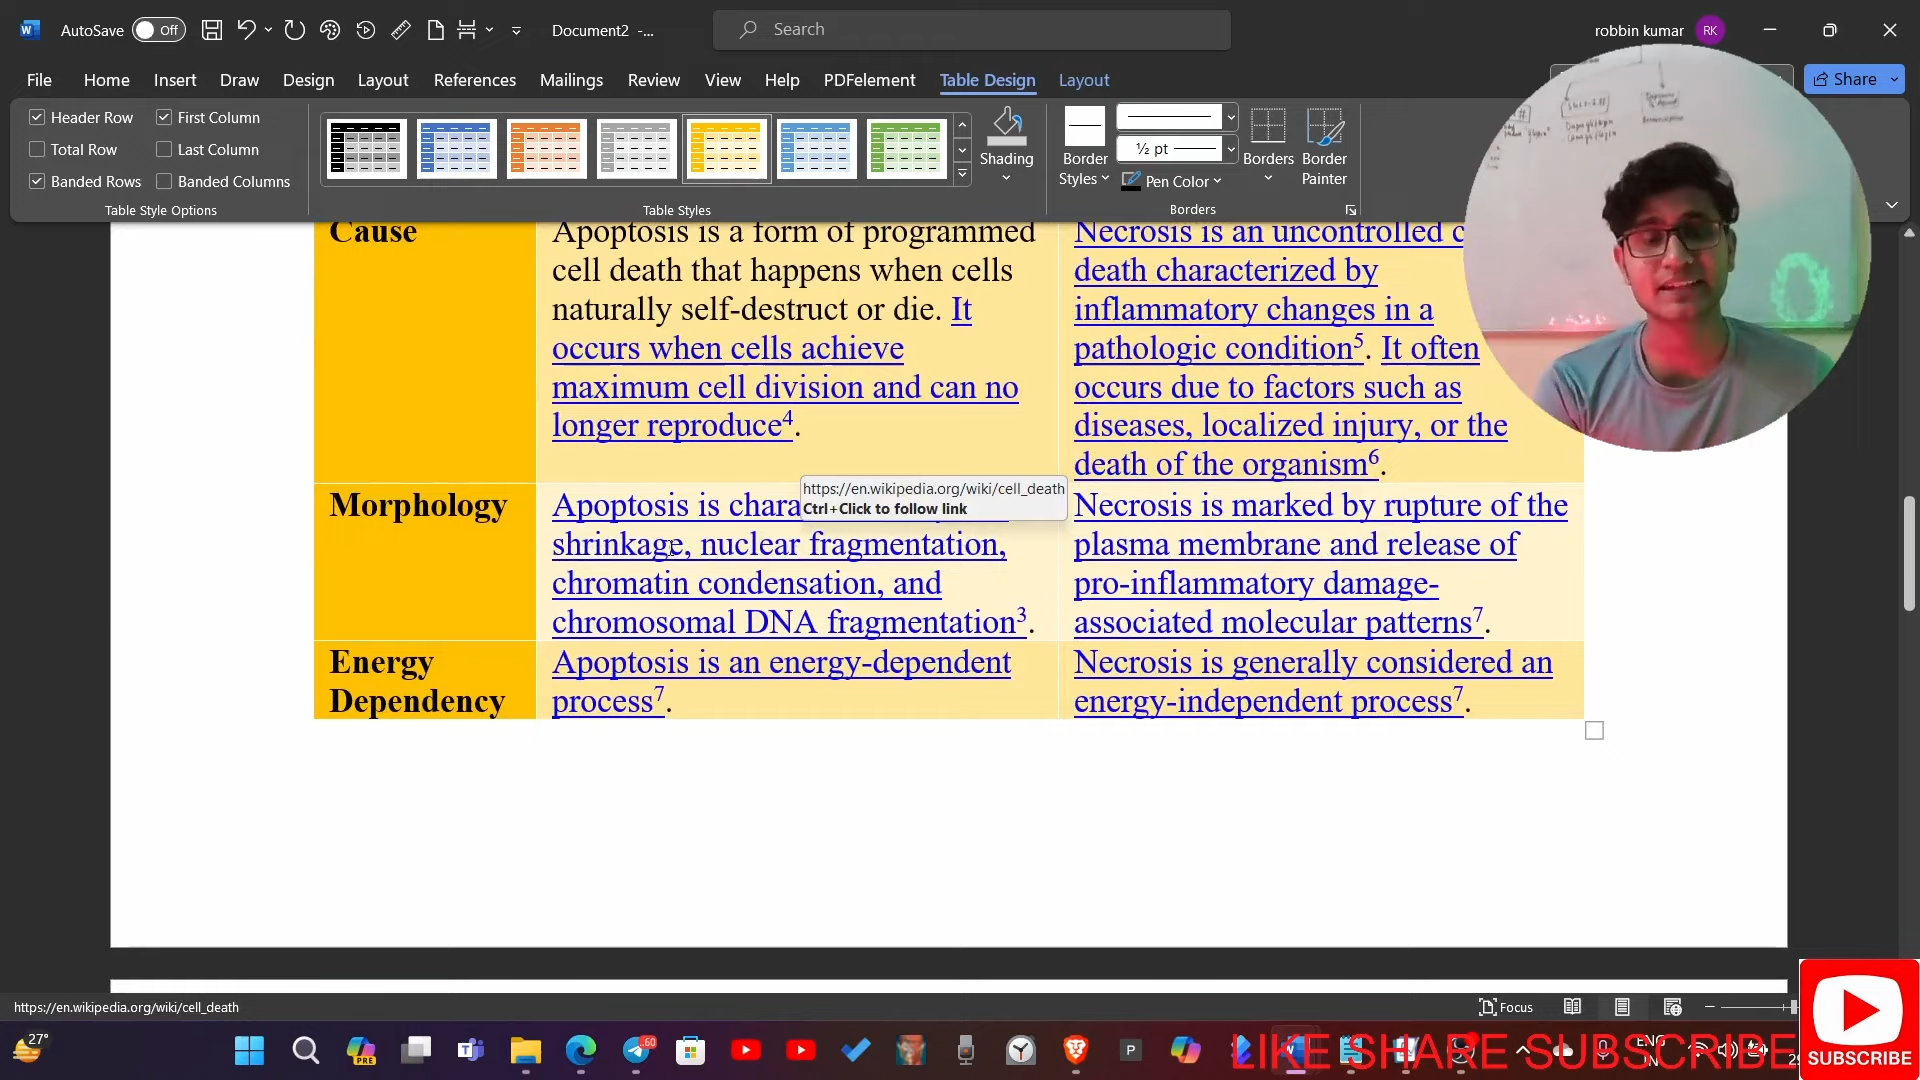 AutoSave Off Document2 -... Search robbin kumar RK
File Home Insert Draw Design Layout References Mailings Review View Help PDFelement Table Design Layout Share
Header Row First Column
Total Row Last Column
Banded Rows Banded Columns
Table Style Options
Table Styles
Shading
Border Styles
½ pt
Pen Color
Borders
Border Painter
Borders
Cause
Apoptosis is a form of programmed
cell death that happens when cells
naturally self-destruct or die. It
occurs when cells achieve
maximum cell division and can no
longer reproduce⁴.
Necrosis is an uncontrolled c
death characterized by
inflammatory changes in a
pathologic condition⁵. It often
occurs due to factors such as
diseases, localized injury, or the
death of the organism⁶.
https://en.wikipedia.org/wiki/cell_death
Ctrl+Click to follow link
Morphology
Apoptosis is chara
shrinkage, nuclear fragmentation,
chromatin condensation, and
chromosomal DNA fragmentation³.
Necrosis is marked by rupture of the
plasma membrane and release of
pro-inflammatory damage-
associated molecular patterns⁷.
Energy
Dependency
Apoptosis is an energy-dependent
process⁷.
Necrosis is generally considered an
energy-independent process⁷.
https://en.wikipedia.org/wiki/cell_death
Focus
27°
PRE
.60
P
ENG
LIKE SHARE SUBSCRIBE
SUBSCRIBE